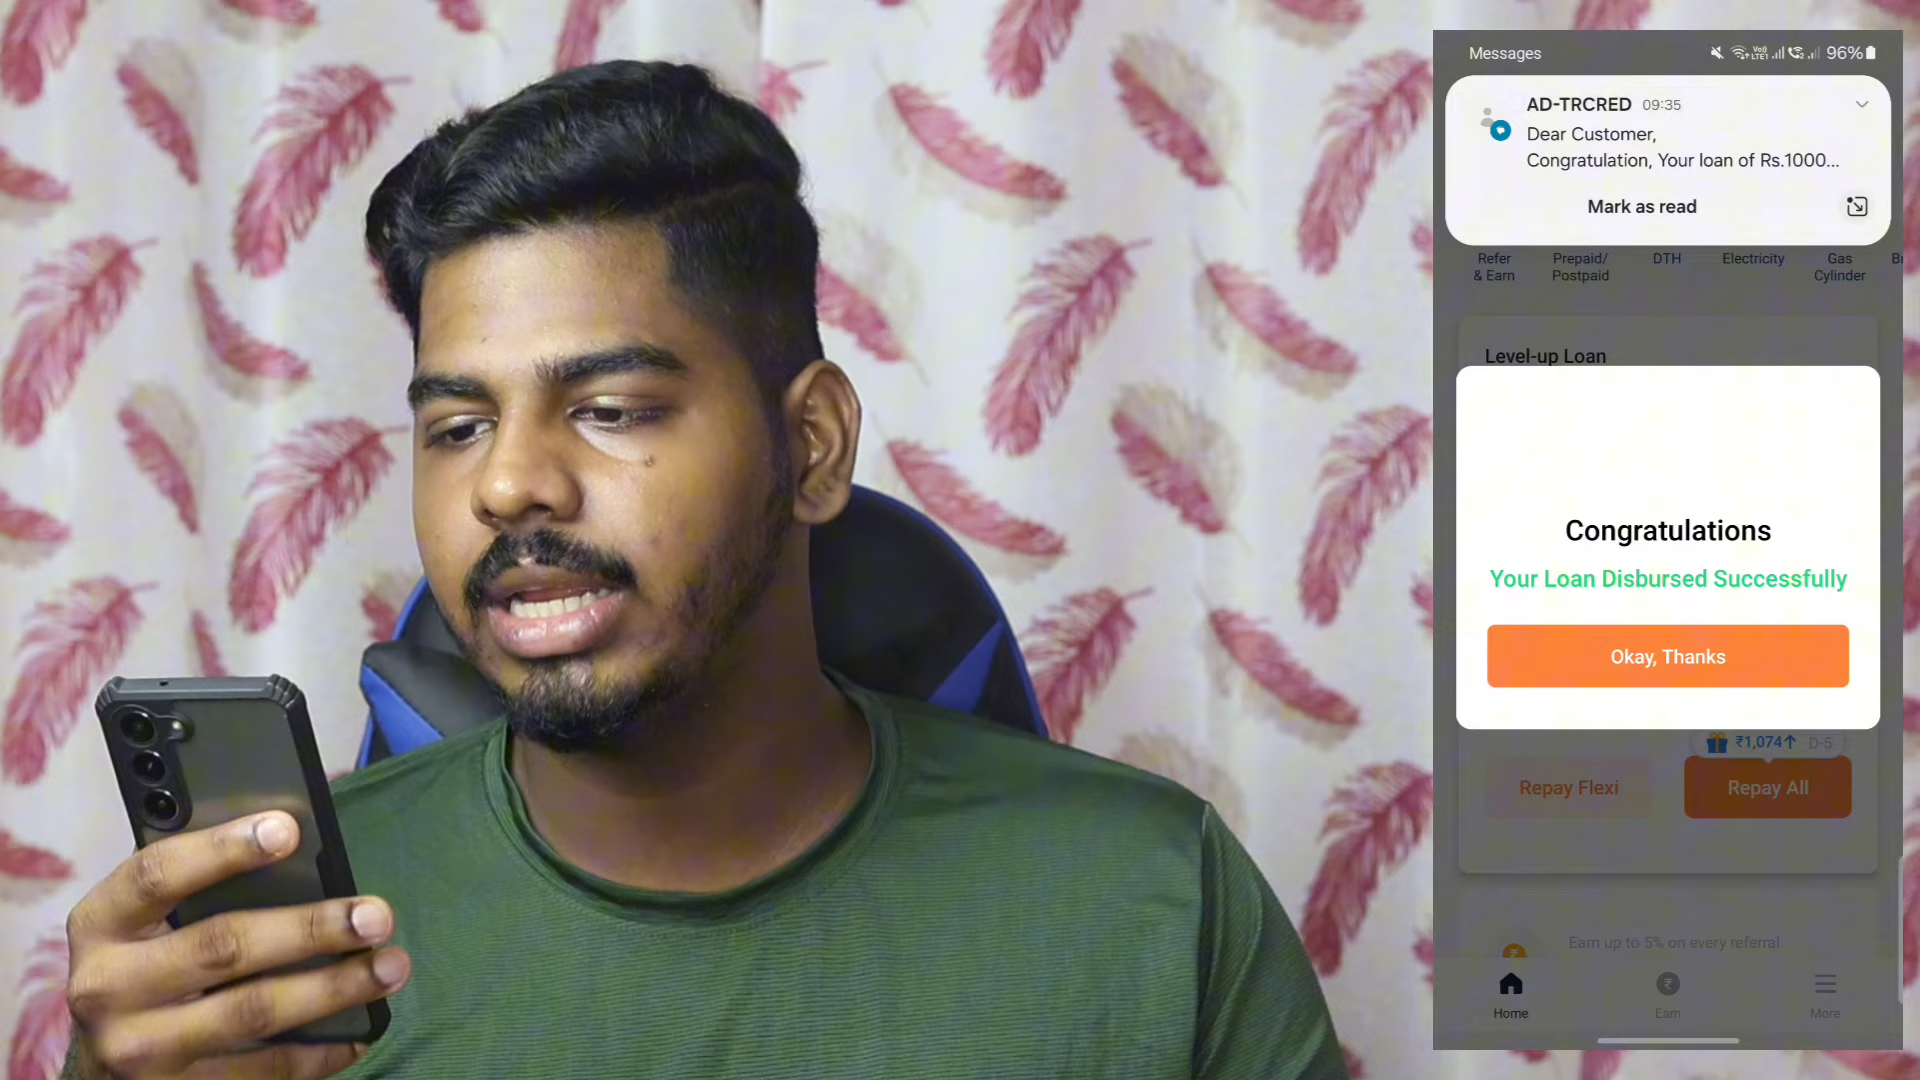 Messages
96%
AD-TRCRED 09:35
Dear Customer,
Congratulation, Your loan of Rs.1000...
Mark as read
Refer & Earn
Prepaid/ Postpaid
DTH
Electricity
Gas Cylinder
Level-up Loan
Congratulations
Your Loan Disbursed Successfully
Okay, Thanks
₹1,074↑ D-5
Repay Flexi
Repay All
Earn up to 5% on every referral
Home
Earn
More